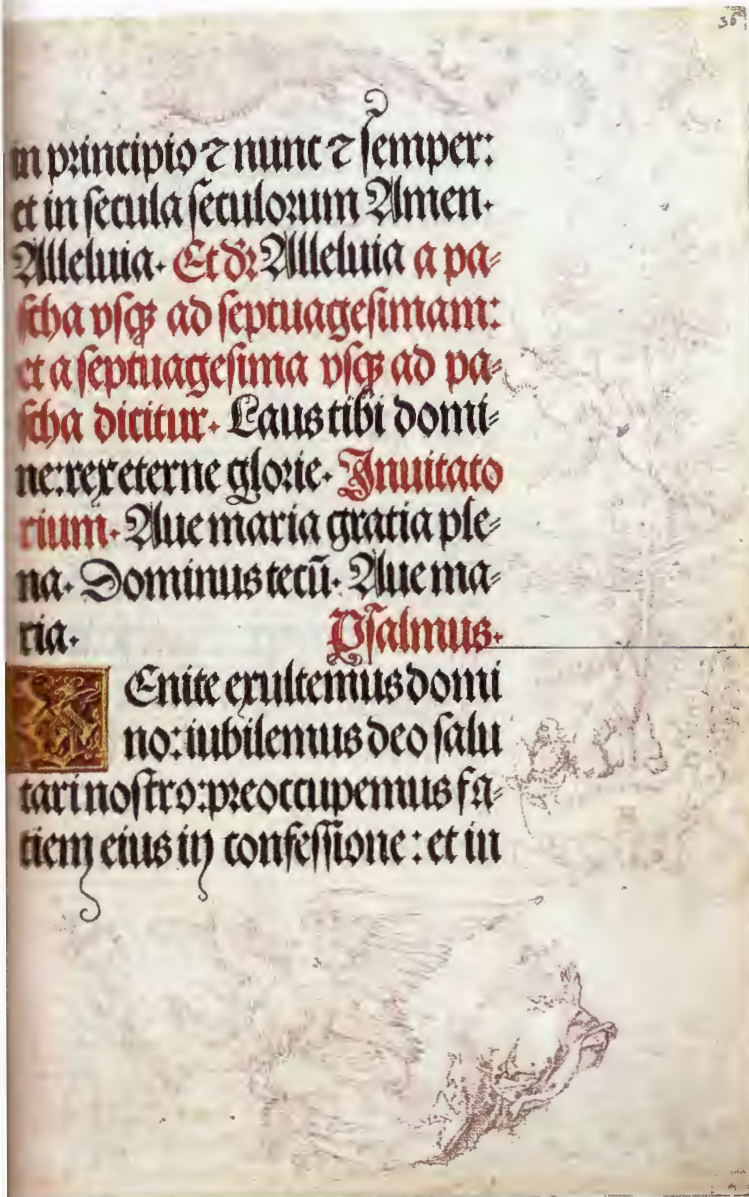 36
in principio ⁊ nunc ⁊ ſemper:
et in ſecula ſeculorum Amen.
Alleluia. Et dr̄ Alleluia a pa⸗
ſcha vſqꝫ ad ſeptuageſimam:
et a ſeptuageſima vſqꝫ ad pa⸗
ſcha dicitur. Laus tibi domi⸗
ne: rex eterne glorie. Inuitato
rium. Aue maria gratia ple⸗
na. Dominus tecū. Aue ma⸗
ria. Pſalmus.
Enite exultemus domi
no: iubilemus deo ſalu
tari noſtro: preoccupemus fa⸗
ciem eius in confeſſione: et in